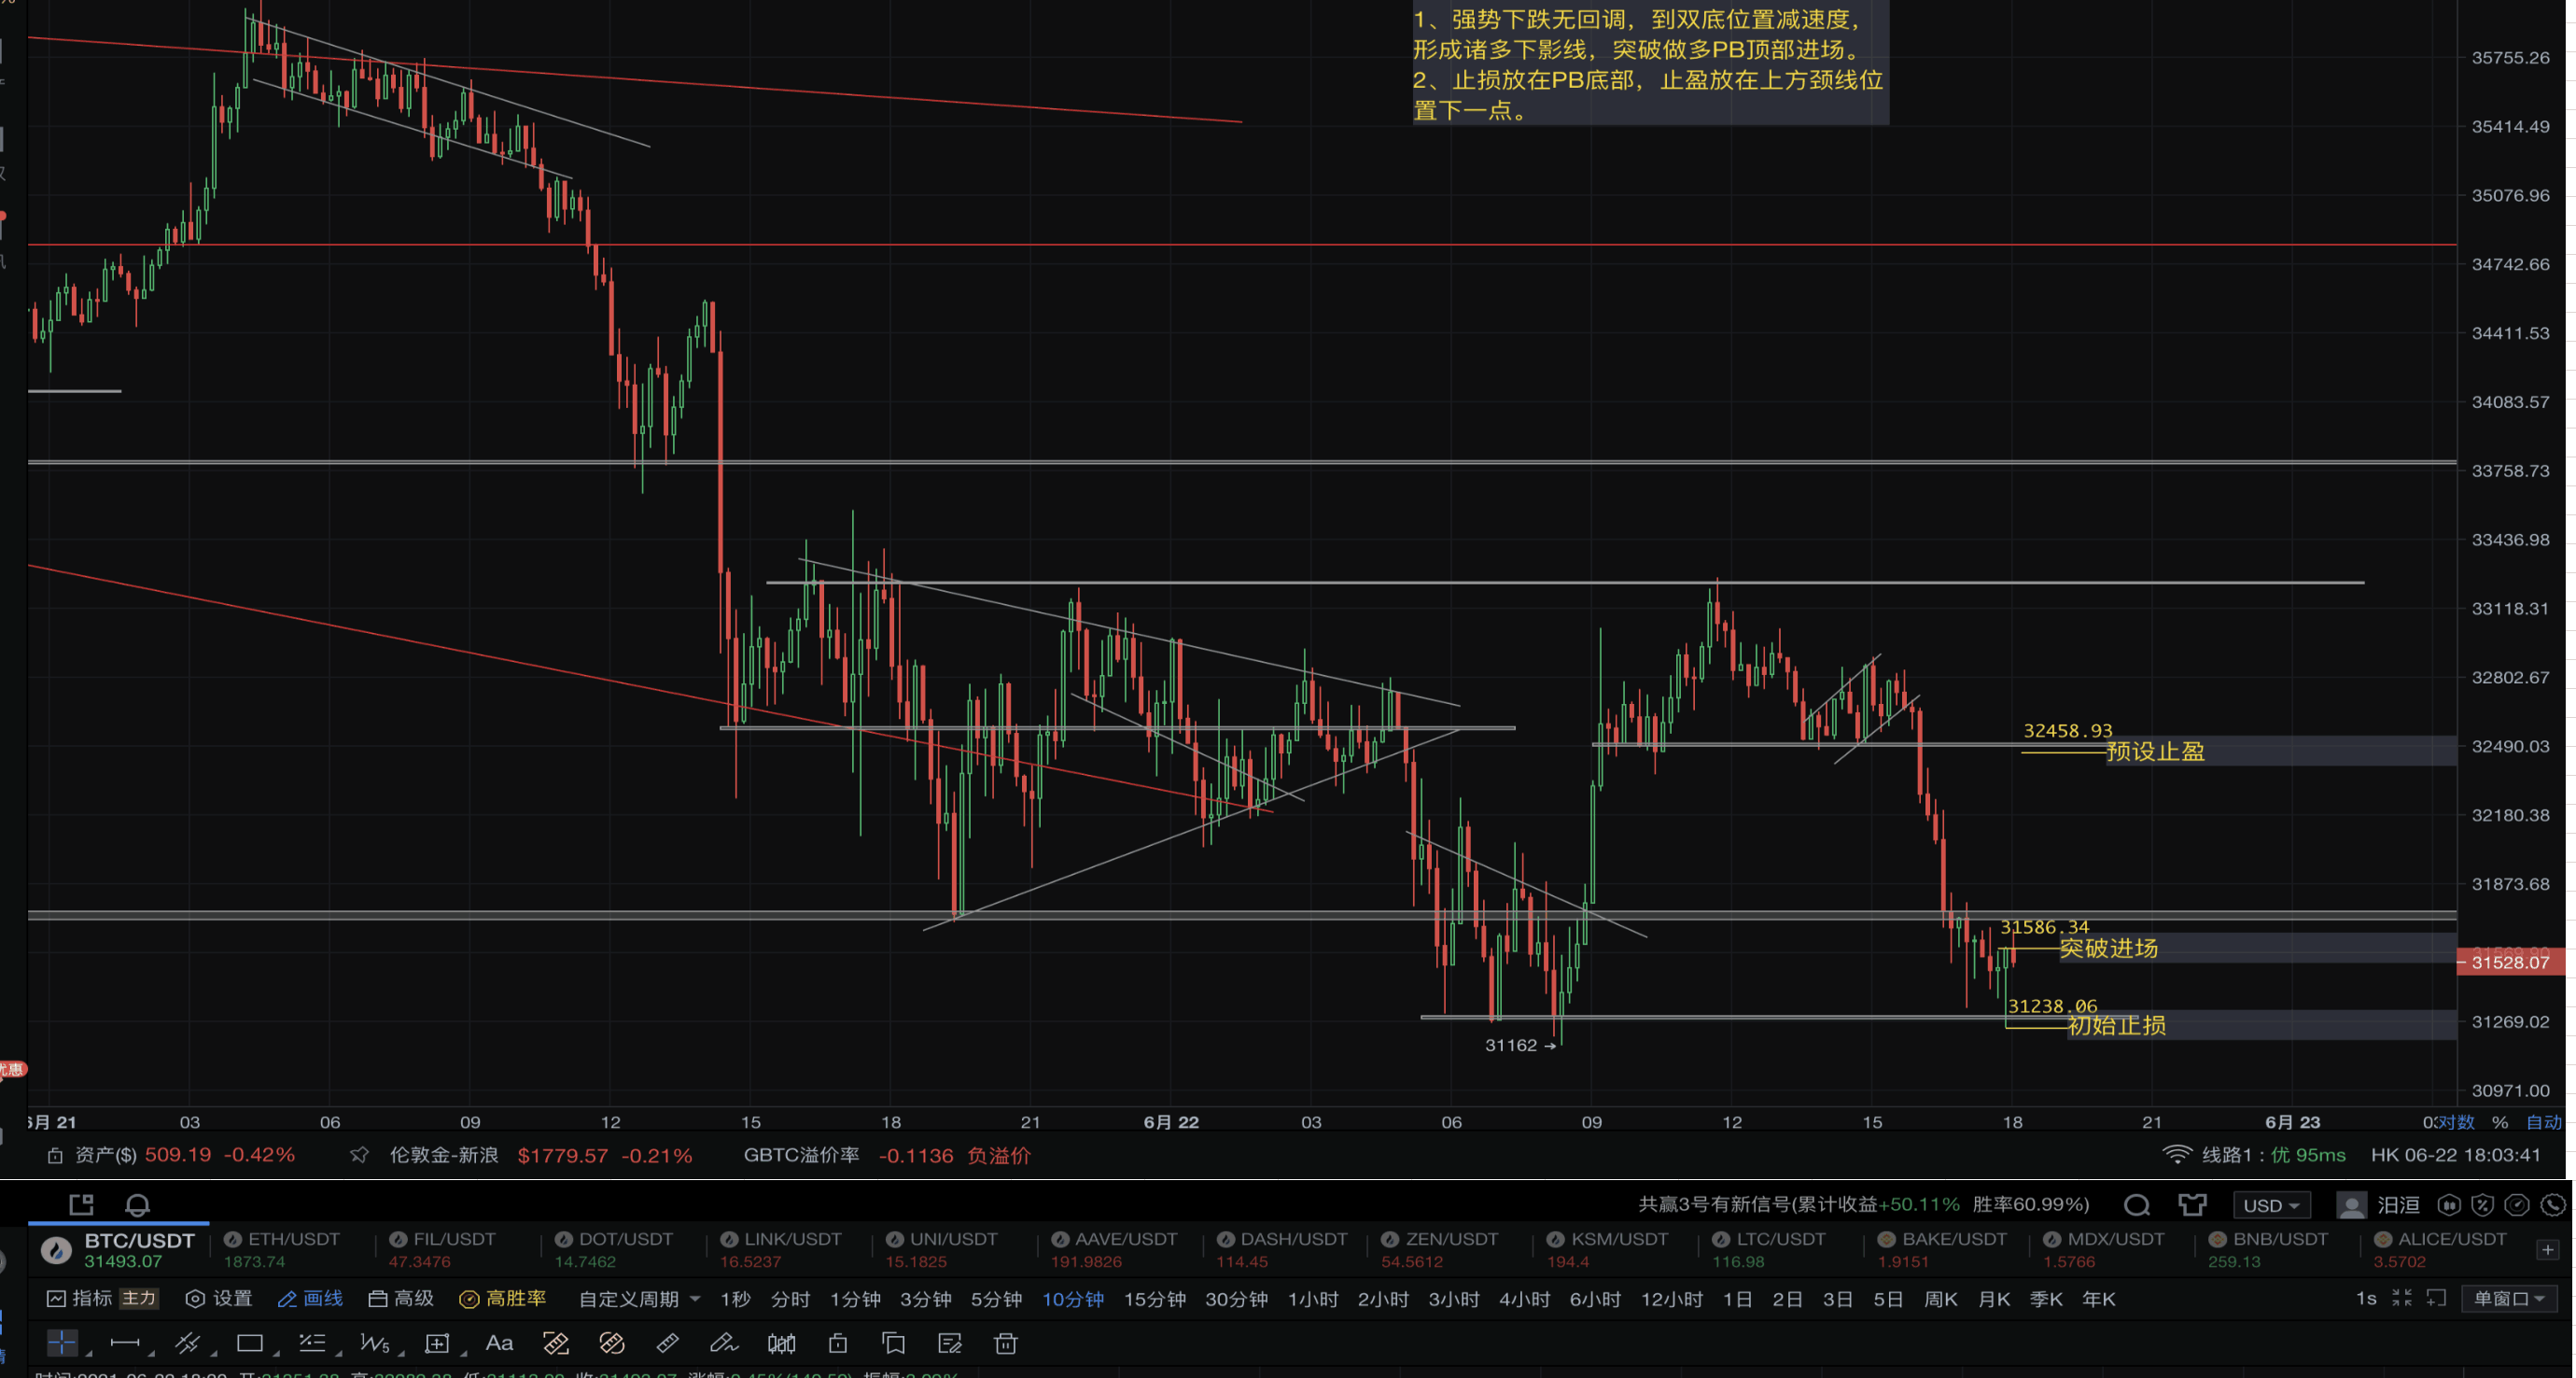 1、强势下跌无回调，到双底位置减速度，
形成诸多下影线，突破做多PB顶部进场。
2、止损放在PB底部，止盈放在上方颈线位
置下一点。
35755.26
35414.49
35076.96
34742.66
34411.53
34083.57
33758.73
33436.98
33118.31
32802.67
32458.93
预设止盈
32490.03
32180.38
31873.68
31586.34
突破进场
31528.07
31238.06
初始止损
31269.02
31162
30971.00
优惠
月 21 03 06 09 12 15 18 21 6月 22 03 06 09 12 15 18 21 6月 23 对数 % 自动
资产($) 509.19 -0.42% 伦敦金-新浪 $1779.57 -0.21% GBTC溢价率 -0.1136 负溢价 线路1：优 95ms HK 06-22 18:03:41
共赢3号有新信号(累计收益+50.11% 胜率60.99%) USD 汨洹
BTC/USDT ETH/USDT FIL/USDT DOT/USDT LINK/USDT UNI/USDT AAVE/USDT DASH/USDT ZEN/USDT KSM/USDT LTC/USDT BAKE/USDT MDX/USDT BNB/USDT ALICE/USDT
31493.07 1873.74 47.3476 14.7462 16.5237 15.1825 191.9826 114.45 54.5612 194.4 116.98 1.9151 1.5766 259.13 3.5702
指标 主力 设置 画线 高级 高胜率 自定义周期 1秒 分时 1分钟 3分钟 5分钟 10分钟 15分钟 30分钟 1小时 2小时 3小时 4小时 6小时 12小时 1日 2日 3日 5日 周K 月K 季K 年K 1s 单窗口
Aa